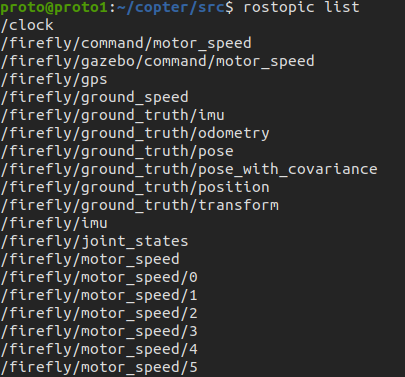 proto@proto1:~/copter/src$ rostopic list
/clock
/firefly/command/motor_speed
/firefly/gazebo/command/motor_speed
/firefly/gps
/firefly/ground_speed
/firefly/ground_truth/imu
/firefly/ground_truth/odometry
/firefly/ground_truth/pose
/firefly/ground_truth/pose_with_covariance
/firefly/ground_truth/position
/firefly/ground_truth/transform
/firefly/imu
/firefly/joint_states
/firefly/motor_speed
/firefly/motor_speed/0
/firefly/motor_speed/1
/firefly/motor_speed/2
/firefly/motor_speed/3
/firefly/motor_speed/4
/firefly/motor_speed/5